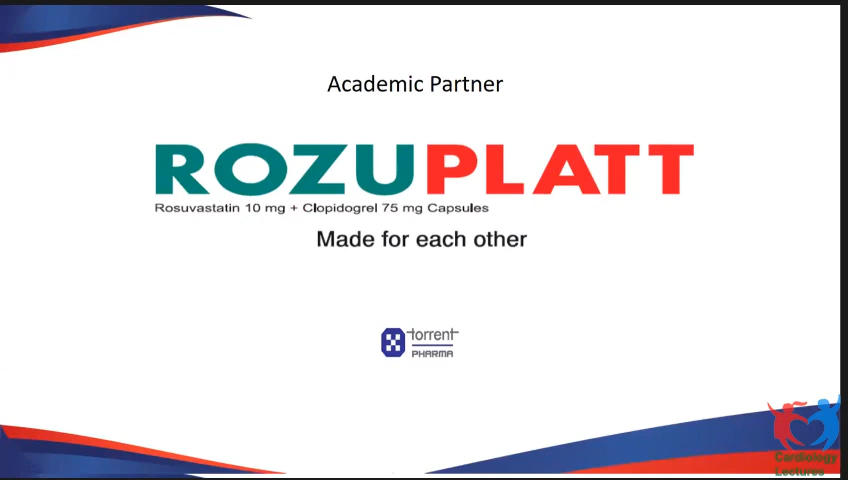 Academic Partner
ROZUPLATT
Rosuvastatin 10 mg + Clopidogrel 75 mg Capsules
Made for each other
torrent
PHARMA
Cardiology
Lectures